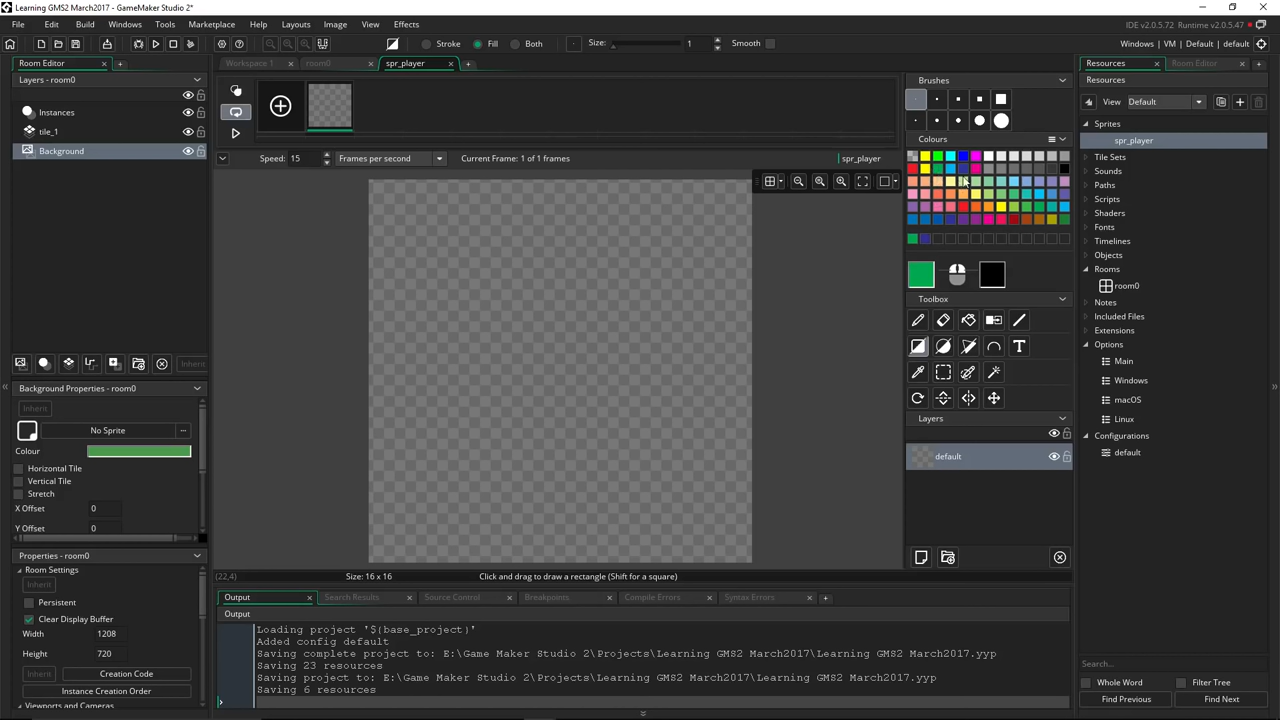 Learning GMS2 March2017 - GameMaker Studio 2*
File Edit Build Windows Tools Marketplace Help Layouts Image View Effects
IDE v2.0.5.72 Runtime v2.0.5.47
Stroke Fill Both Size: 1 Smooth
Windows | VM | Default | default
Room Editor
Workspace 1 room0 spr_player
Resources Room Editor
Layers - room0
Instances
tile_1
Background
Inherit
Speed: 15 Frames per second Current Frame: 1 of 1 frames spr_player
Background Properties - room0
Inherit
No Sprite
Colour
Horizontal Tile
Vertical Tile
Stretch
X Offset 0
Y Offset 0
Properties - room0
Room Settings
Inherit
Persistent
Clear Display Buffer
Width 1208
Height 720
Inherit Creation Code
Instance Creation Order
Viewports and Cameras
(22,4) Size: 16 x 16 Click and drag to draw a rectangle (Shift for a square)
Output Search Results Source Control Breakpoints Compile Errors Syntax Errors
Output
Loading project '$(base_project)'
Added config default
Saving complete project to: E:\Game Maker Studio 2\Projects\Learning GMS2 March2017\Learning GMS2 March2017.yyp
Saving 23 resources
Saving project to: E:\Game Maker Studio 2\Projects\Learning GMS2 March2017\Learning GMS2 March2017.yyp
Saving 6 resources
Brushes
Colours
Toolbox
T
Layers
default
Resources
View Default
Sprites
spr_player
Tile Sets
Sounds
Paths
Scripts
Shaders
Fonts
Timelines
Objects
Rooms
room0
Notes
Included Files
Extensions
Options
Main
Windows
macOS
Linux
Configurations
default
Search...
Whole Word Filter Tree
Find Previous Find Next